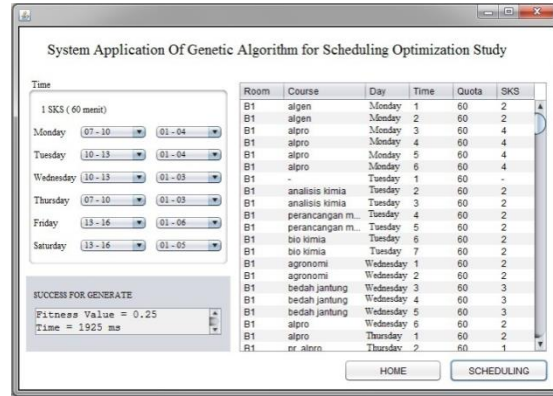 System Application Of Genetic Algorithm for Scheduling Optimization Study
Time
1 SKS ( 60 menit)
Monday 07 - 10 01 - 04
Tuesday 10 - 13 01 - 04
Wednesday 10 - 13 01 - 03
Thursday 07 - 10 01 - 03
Friday 13 - 16 01 - 06
Saturday 13 - 16 01 - 05
SUCCESS FOR GENERATE
Fitness Value = 0.25
Time = 1925 ms
Room Course Day Time Quota SKS
B1 algen Monday 1 60 2
B1 algen Monday 2 60 2
B1 alpro Monday 3 60 4
B1 alpro Monday 4 60 4
B1 alpro Monday 5 60 4
B1 alpro Monday 6 60 4
B1 - Tuesday 1 60 -
B1 analisis kimia Tuesday 2 60 2
B1 analisis kimia Tuesday 3 60 2
B1 perancangan m... Tuesday 4 60 2
B1 perancangan m... Tuesday 5 60 2
B1 bio kimia Tuesday 6 60 2
B1 bio kimia Tuesday 7 60 2
B1 agronomi Wednesday 1 60 2
B1 agronomi Wednesday 2 60 2
B1 bedah jantung Wednesday 3 60 3
B1 bedah jantung Wednesday 4 60 3
B1 bedah jantung Wednesday 5 60 3
B1 alpro Wednesday 6 60 2
B1 alpro Thursday 1 60 2
B1 pr_alpro Thursday 2 60 1
HOME SCHEDULING